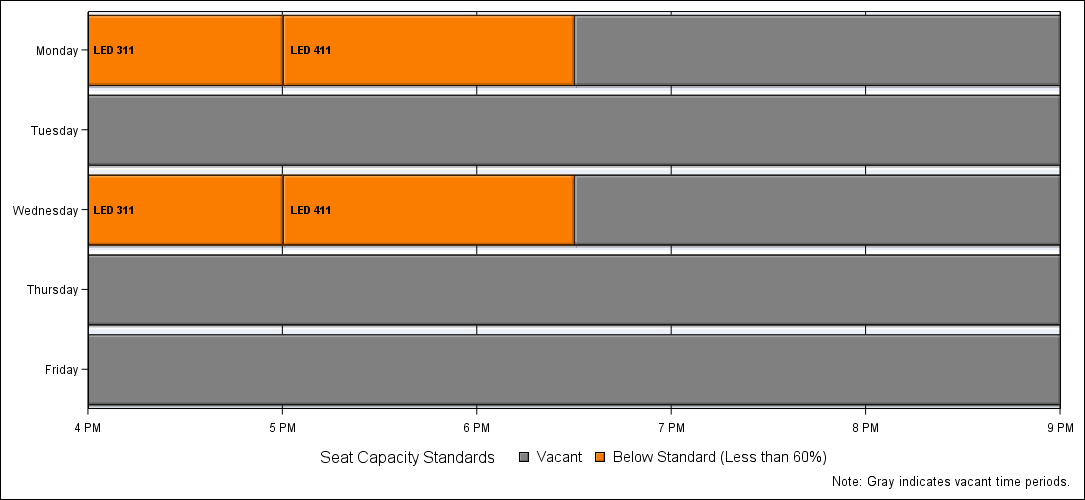 Monday
LED 311
LED 411
Tuesday
Wednesday
LED 311
LED 411
Thursday
Friday
4 PM
5 PM
6 PM
7 PM
8 PM
9 PM
Seat Capacity Standards
Vacant
Below Standard (Less than 60%)
Note: Gray indicates vacant time periods.